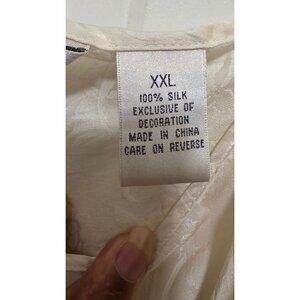 XXL
100% SILK
EXCLUSIVE OF
DECORATION
MADE IN CHINA
CARE ON REVERSE